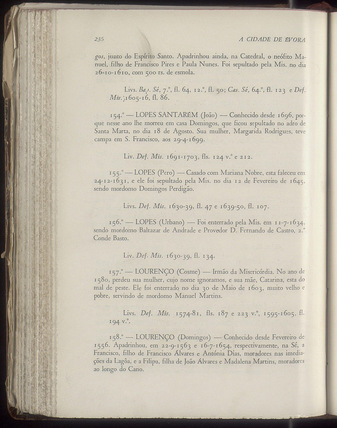 235 A CIDADE DE ÉVORA
gos, junto do Espírito Santo. Apadrinhou ainda, na Catedral, o neófito Ma-
nuel, filho de Francisco Pires e Paula Nunes. Foi sepultado pela Mis. no dia
26-10-1610, com 500 rs. de esmola.
Livs. Ba.: Sé, 7.º, fl. 64, 12.º, fl. 50; Cas. Sé, 64.º, fl. 123 e Def.
Mis., 1605-16, fl. 86.
154.º — LOPES SANTARÉM (João) — Conhecido desde 1696, por-
que nesse ano lhe morreu em casa Domingos, que ficou sepultado no adro de
Santa Marta, no dia 18 de Agosto. Sua mulher, Margarida Rodrigues, teve
campa em S. Francisco, aos 29-4-1699.
Liv. Def. Mis. 1691-1703, fls. 124 v.º e 212.
155.º — LOPES (Pero) — Casado com Mariana Nobre, esta faleceu em
24-12-1631, e ele foi sepultado pela Mis. no dia 12 de Fevereiro de 1643,
sendo mordomo Domingos Perdigão.
Livs. Def. Mis. 1630-39, fl. 47 e 1639-50, fl. 107.
156.º — LOPES (Urbano) — Foi enterrado pela Mis. em 11-7-1634,
sendo mordomo Baltazar de Andrade e Provedor D. Fernando de Castro, 2.º
Conde Basto.
Liv. Def. Mis. 1630-39, fl. 134.
157.º — LOURENÇO (Cosme) — Irmão da Misericórdia. No ano de
1580, perdeu sua mulher, cujo nome ignoramos, e sua mãe, Catarina, esta do
mal de peste. Ele foi enterrado no dia 30 de Maio de 1603, muito velho e
pobre, servindo de mordomo Manuel Martins.
Livs. Def. Mis. 1574-81, fls. 187 e 223 v.º, 1595-1605, fl.
194 v.º.
158.º — LOURENÇO (Domingos) — Conhecido desde Fevereiro de
1556. Apadrinhou, em 22-9-1563 e 16-7-1654, respectivamente, na Sé, a
Francisco, filho de Francisco Álvares e Antónia Dias, moradores nas imedia-
ções da Lagôa, e a Filipa, filha de João Álvares e Madalena Martins, moradores
ao longo do Cano.